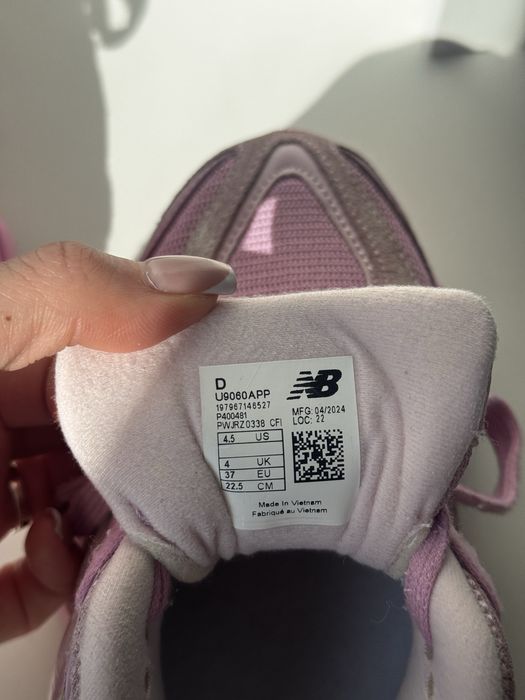 D
U9060APP
197967146527
P400481
PWJRZ0338 CFI
NB
MFG: 04/2024
LOC: 22
4.5 US
4 UK
37 EU
22.5 CM
Made In Vietnam
Fabriqué au Vietnam